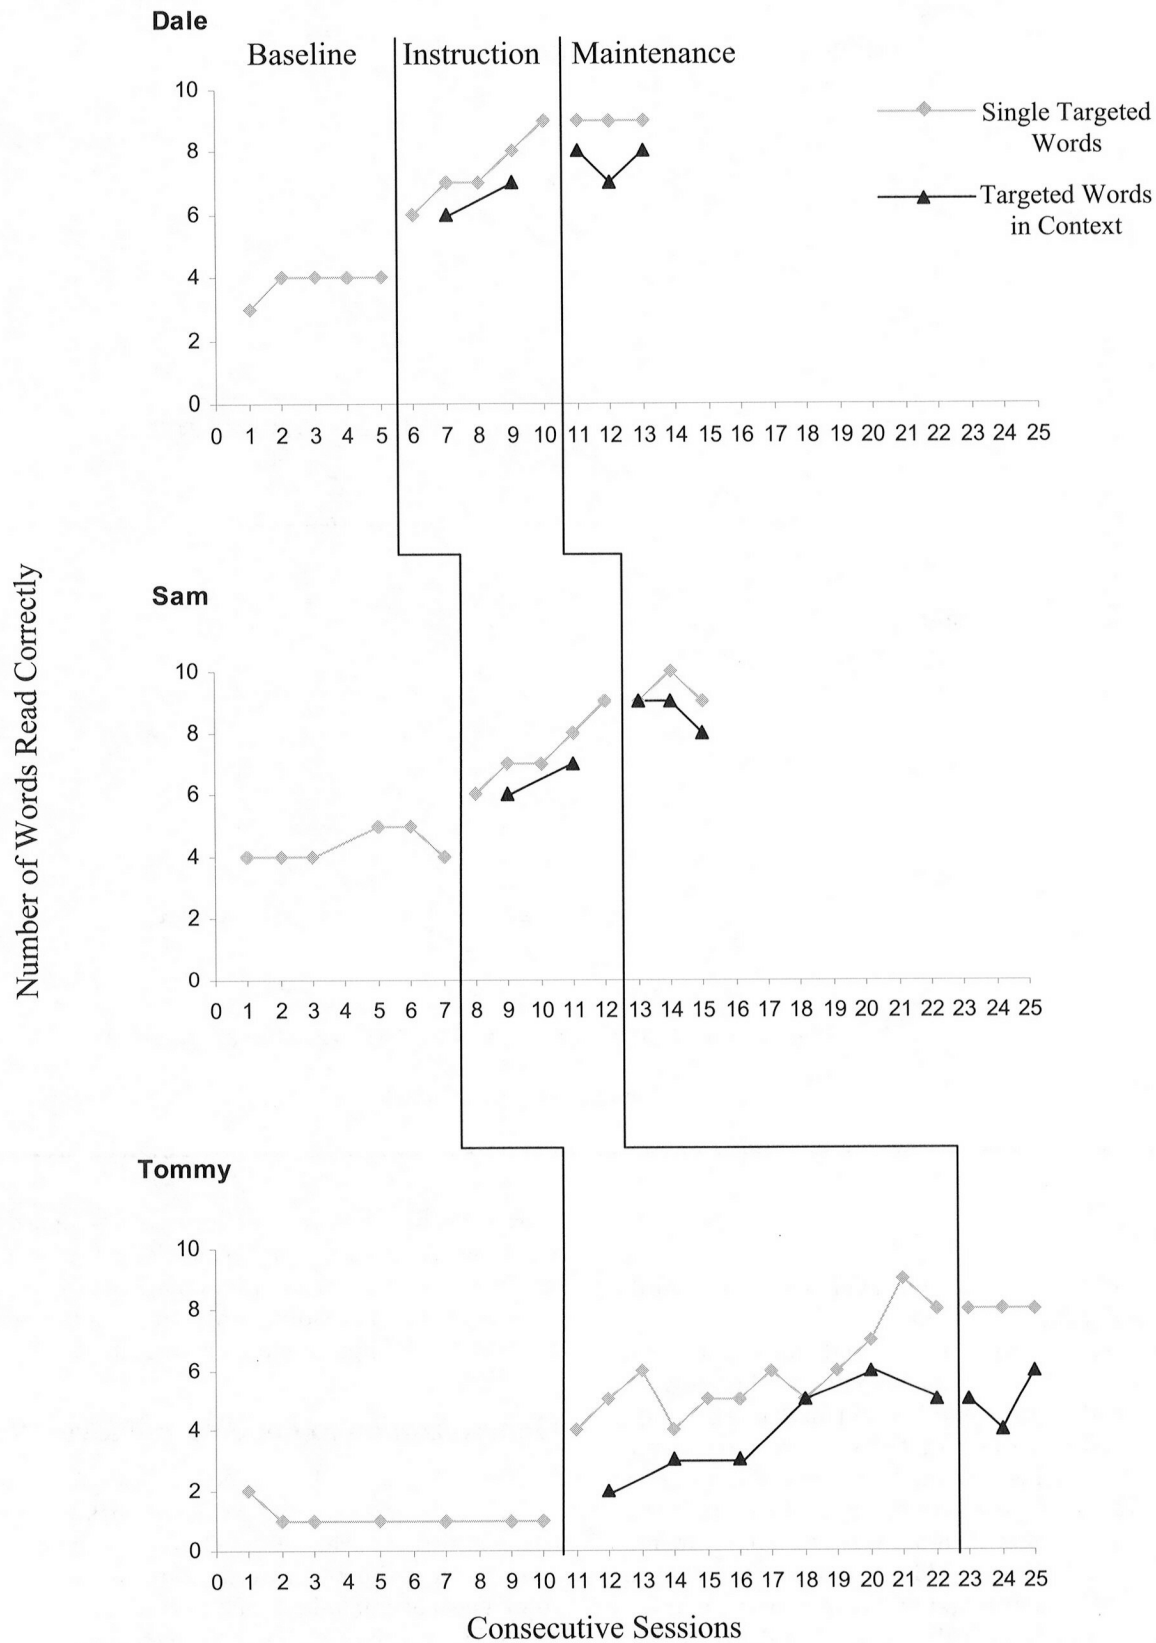 Dale
Baseline Instruction Maintenance
10
8
6
4
2
0
0 1 2 3 4 5 6 7 8 9 10 11 12 13 14 15 16 17 18 19 20 21 22 23 24 25
Single Targeted
Words
Targeted Words
in Context
Number of Words Read Correctly
Sam
10
8
6
4
2
0
0 1 2 3 4 5 6 7 8 9 10 11 12 13 14 15 16 17 18 19 20 21 22 23 24 25
Tommy
10
8
6
4
2
0
0 1 2 3 4 5 6 7 8 9 10 11 12 13 14 15 16 17 18 19 20 21 22 23 24 25
Consecutive Sessions